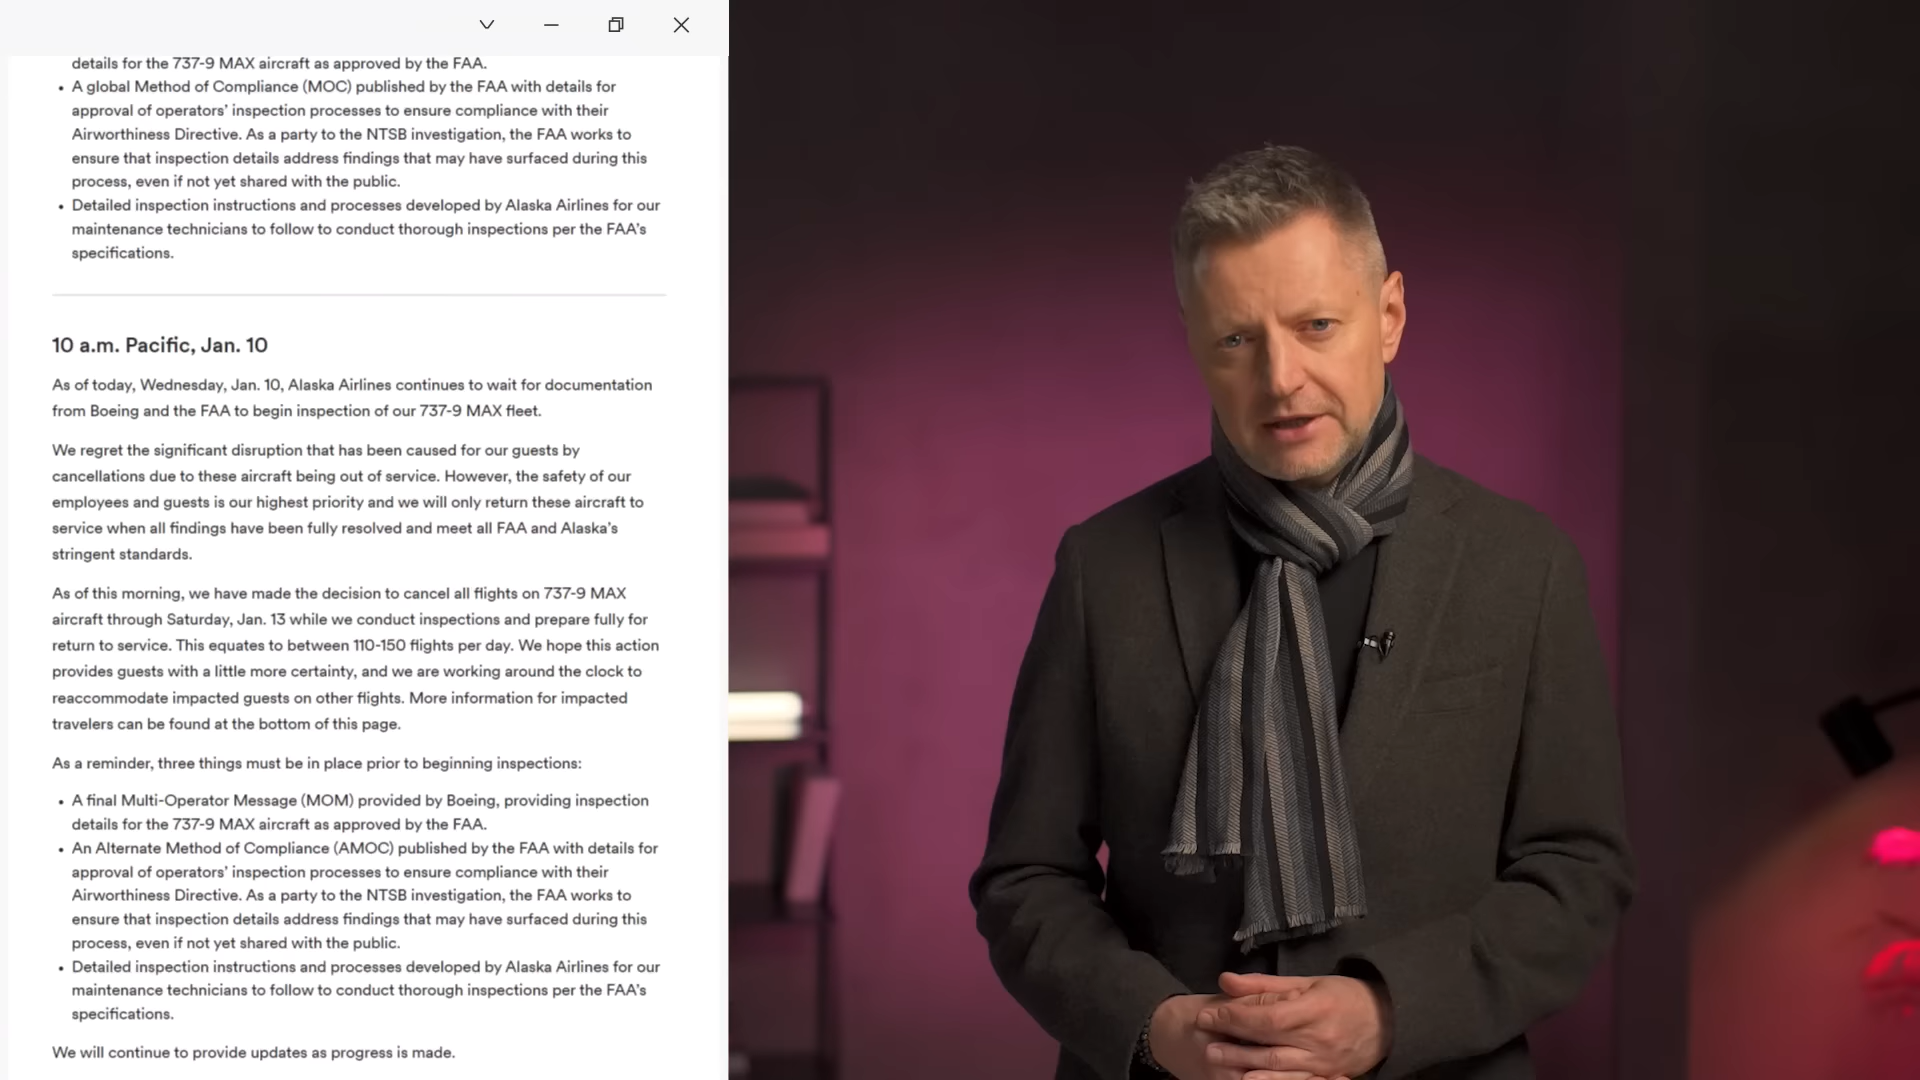 details for the 737-9 MAX aircraft as approved by the FAA.
• A global Method of Compliance (MOC) published by the FAA with details for
approval of operators’ inspection processes to ensure compliance with their
Airworthiness Directive. As a party to the NTSB investigation, the FAA works to
ensure that inspection details address findings that may have surfaced during this
process, even if not yet shared with the public.
• Detailed inspection instructions and processes developed by Alaska Airlines for our
maintenance technicians to follow to conduct thorough inspections per the FAA’s
specifications.
10 a.m. Pacific, Jan. 10
As of today, Wednesday, Jan. 10, Alaska Airlines continues to wait for documentation
from Boeing and the FAA to begin inspection of our 737-9 MAX fleet.
We regret the significant disruption that has been caused for our guests by
cancellations due to these aircraft being out of service. However, the safety of our
employees and guests is our highest priority and we will only return these aircraft to
service when all findings have been fully resolved and meet all FAA and Alaska’s
stringent standards.
As of this morning, we have made the decision to cancel all flights on 737-9 MAX
aircraft through Saturday, Jan. 13 while we conduct inspections and prepare fully for
return to service. This equates to between 110-150 flights per day. We hope this action
provides guests with a little more certainty, and we are working around the clock to
reaccommodate impacted guests on other flights. More information for impacted
travelers can be found at the bottom of this page.
As a reminder, three things must be in place prior to beginning inspections:
• A final Multi-Operator Message (MOM) provided by Boeing, providing inspection
details for the 737-9 MAX aircraft as approved by the FAA.
• An Alternate Method of Compliance (AMOC) published by the FAA with details for
approval of operators’ inspection processes to ensure compliance with their
Airworthiness Directive. As a party to the NTSB investigation, the FAA works to
ensure that inspection details address findings that may have surfaced during this
process, even if not yet shared with the public.
• Detailed inspection instructions and processes developed by Alaska Airlines for our
maintenance technicians to follow to conduct thorough inspections per the FAA’s
specifications.
We will continue to provide updates as progress is made.